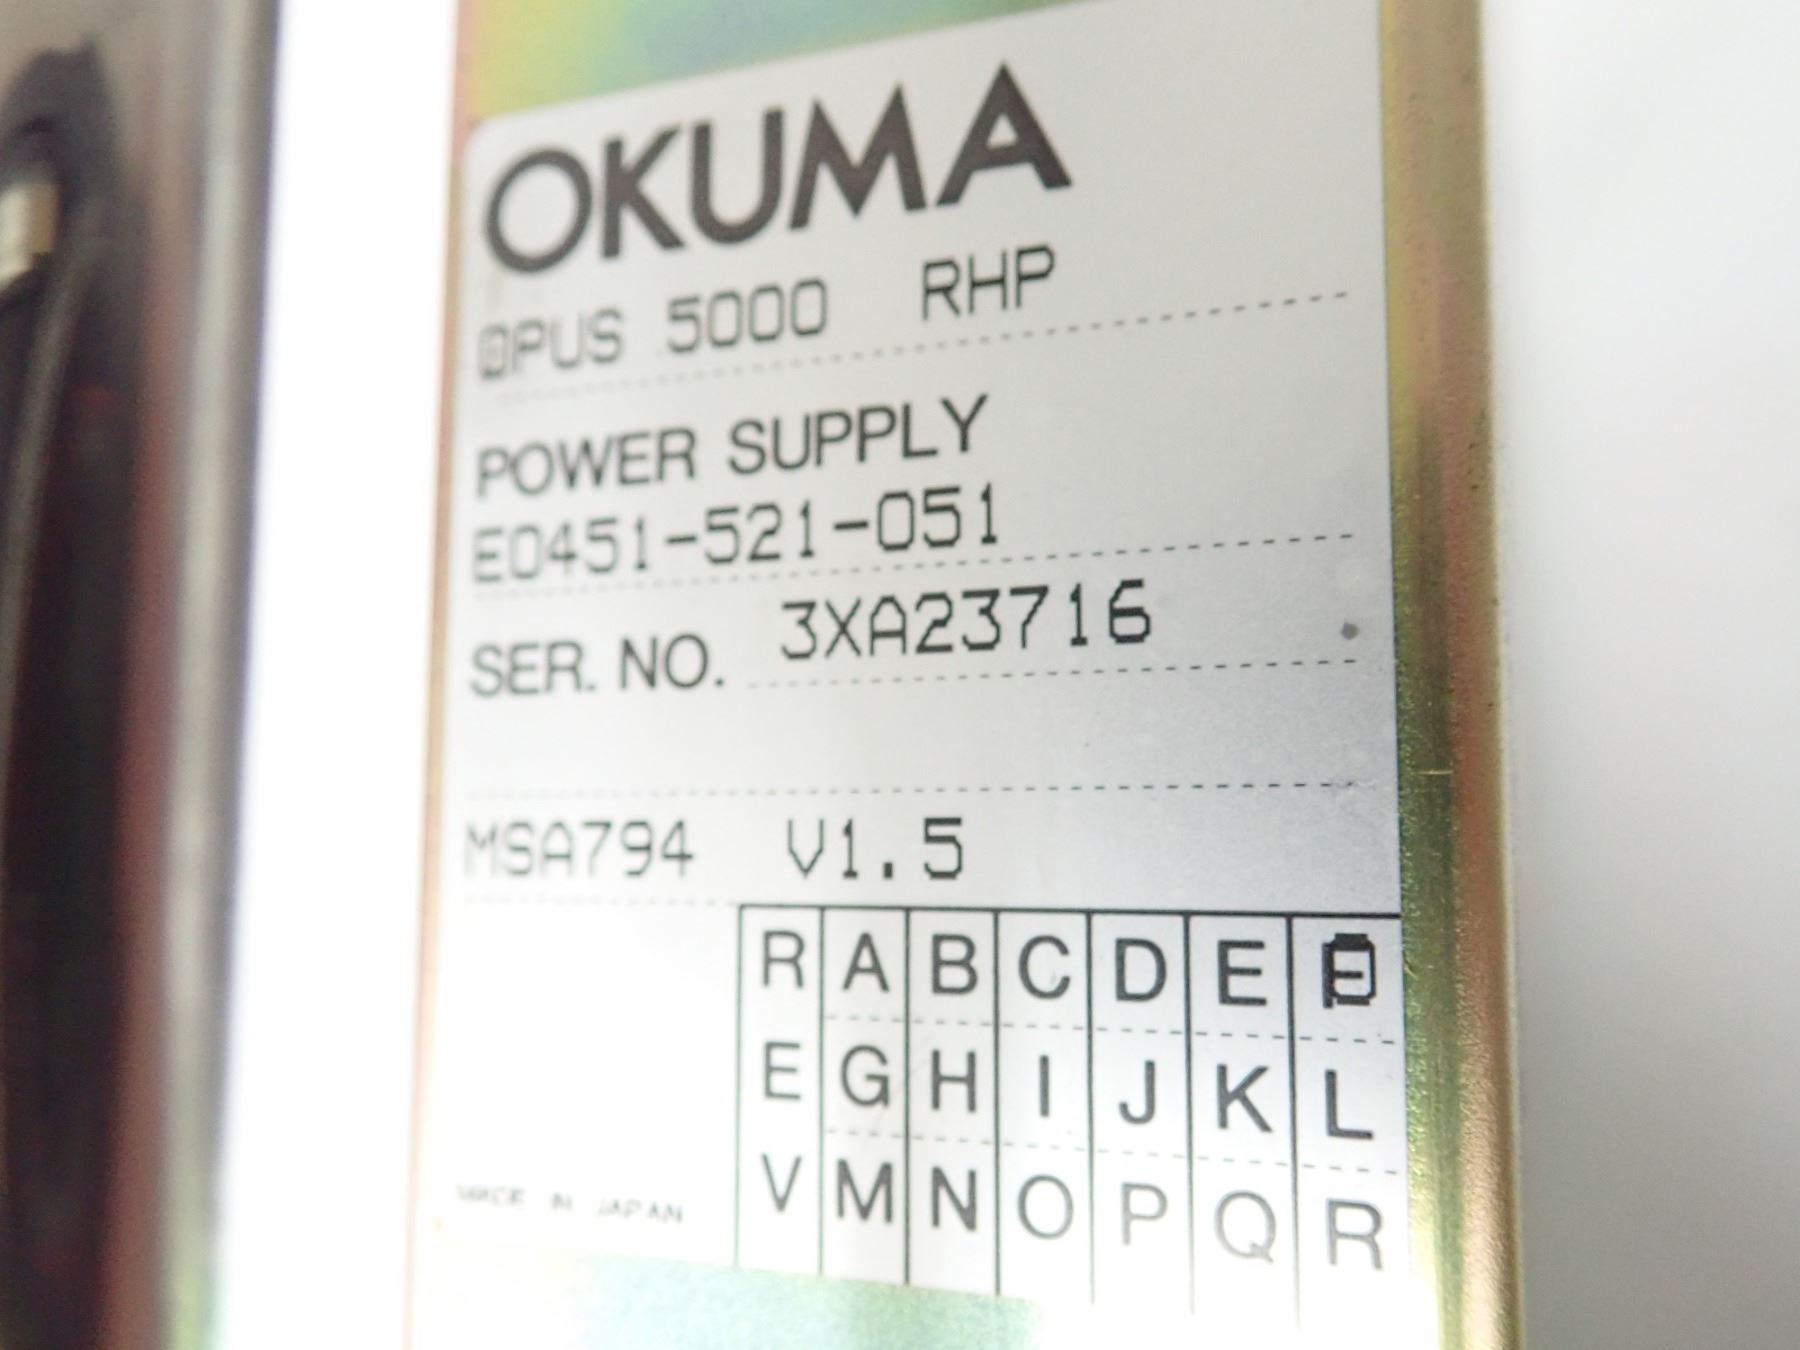 OKUMA
OPUS 5000 RHP
POWER SUPPLY
E0451-521-051
SER. NO. 3XA23716
MSA794 V1.5
R A B C D E F
E G H I J K L
V M N O P Q R
MADE IN JAPAN